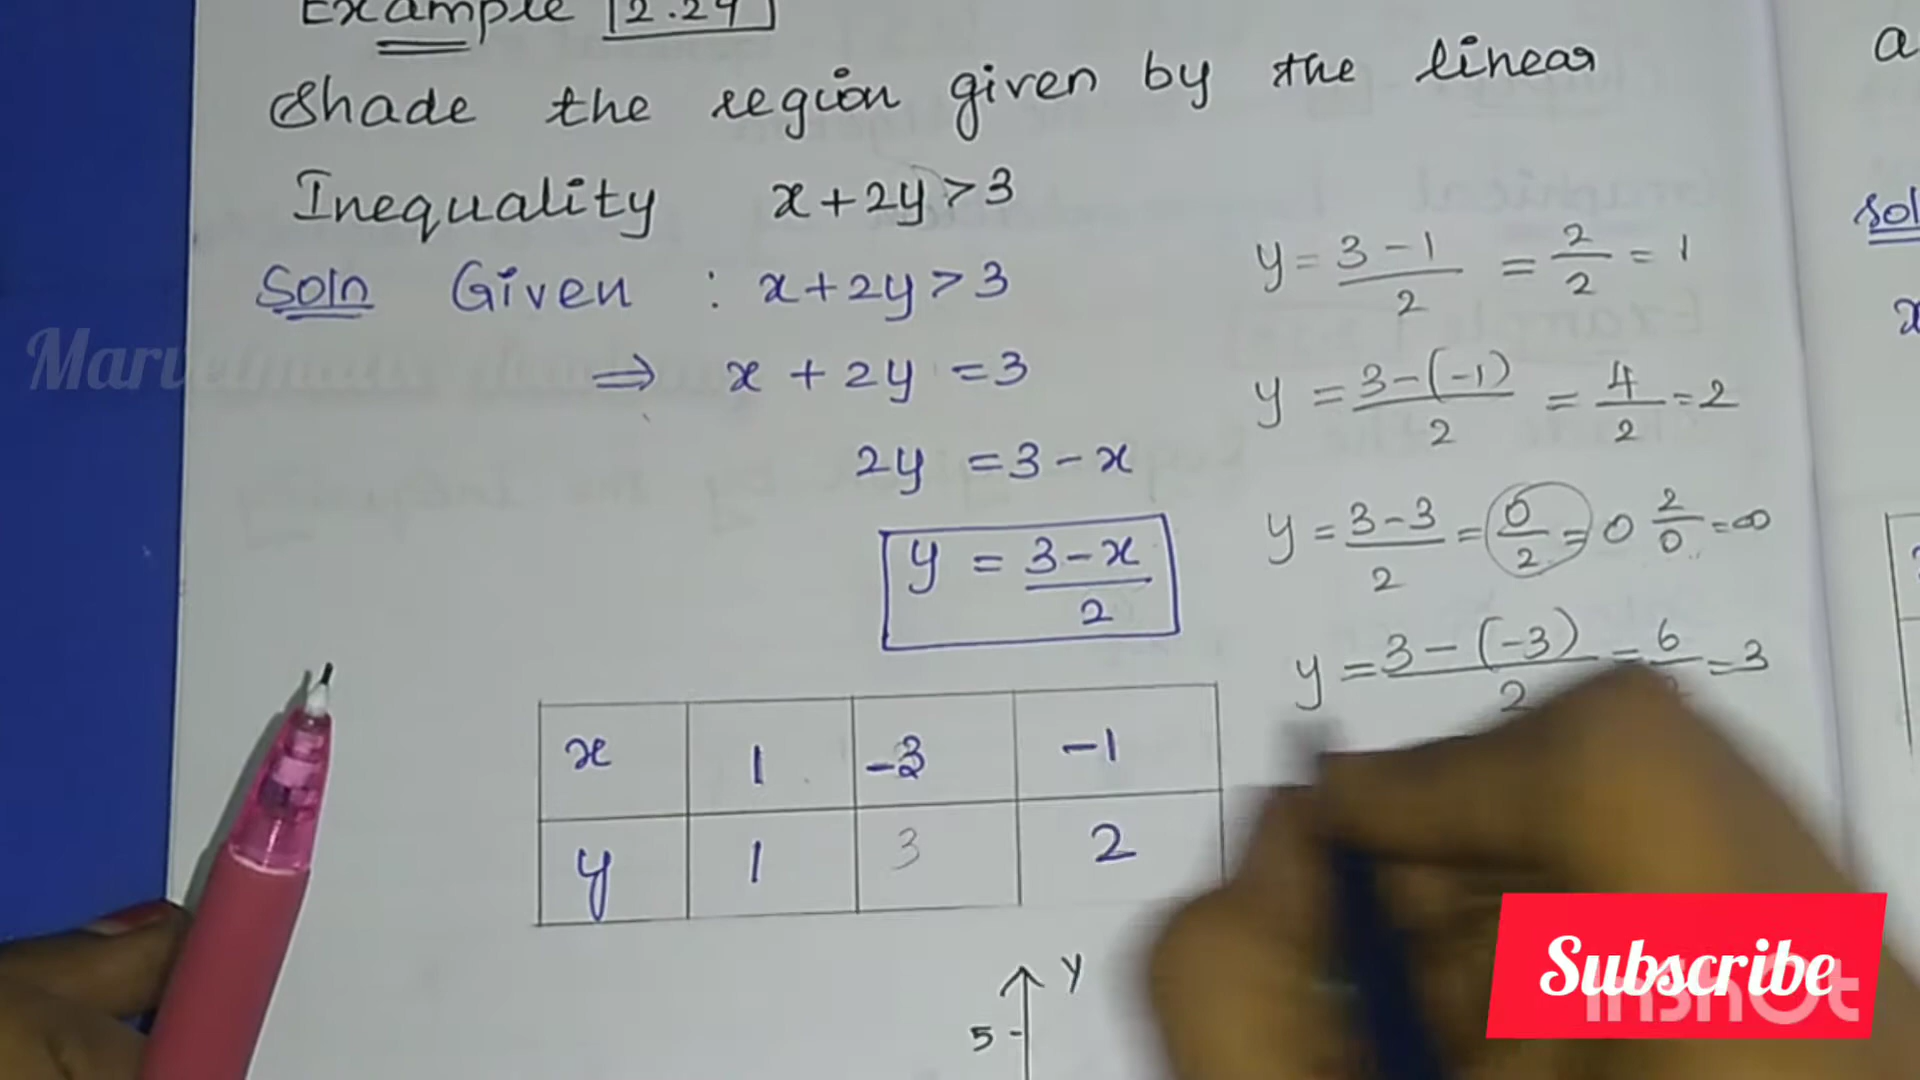 Example 2.24
Shade the region given by the linear
Inequality x+2y>3
Soln Given : x+2y>3
⇒ x + 2y = 3
2y = 3-x
y = 3-x / 2
x 1 -3 -1
y 1 3 2
y = 3-1 / 2 = 2/2 = 1
y = 3-(-1) / 2 = 4/2 = 2
y = 3-3 / 2 = 0/2 = 0 2/0 = ∞
y = 3-(-3) / 2 = 6/2 = 3
Y
5
a
sol
x
Subscribe
InShOt